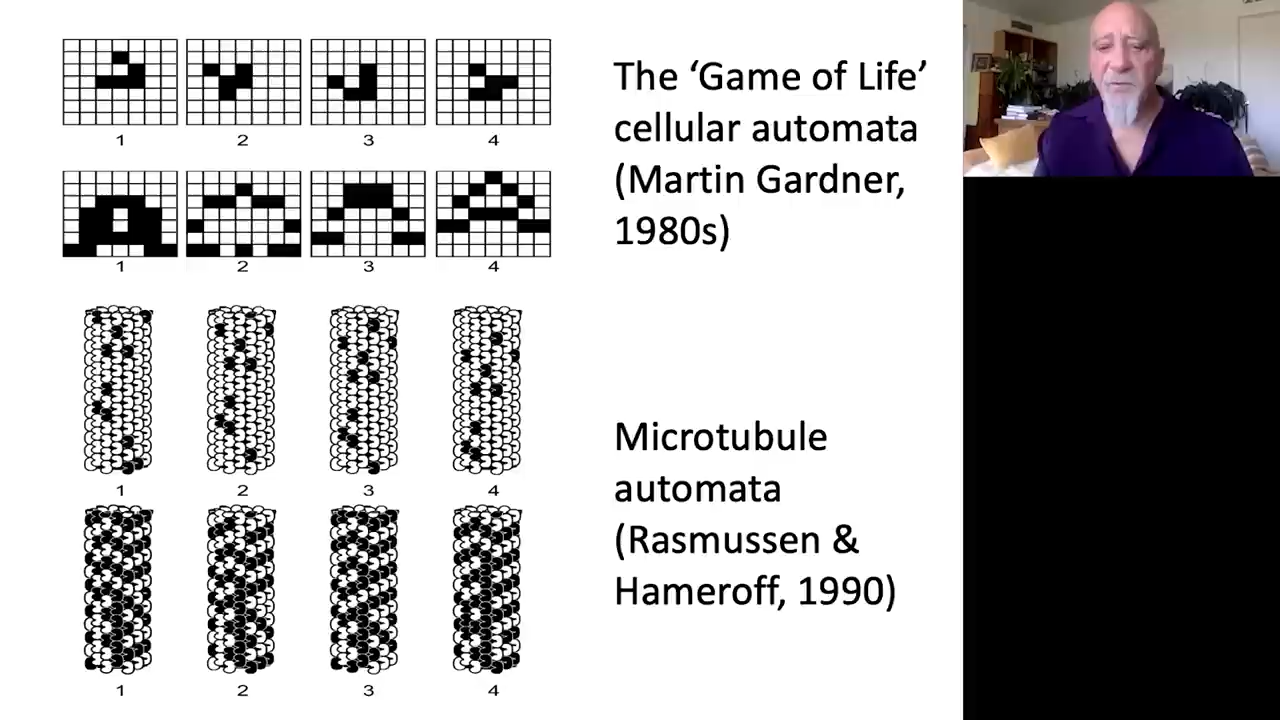 The ‘Game of Life’
cellular automata
(Martin Gardner,
1980s)
1 2 3 4
1 2 3 4
Microtubule
automata
(Rasmussen &
Hameroff, 1990)
1 2 3 4
1 2 3 4